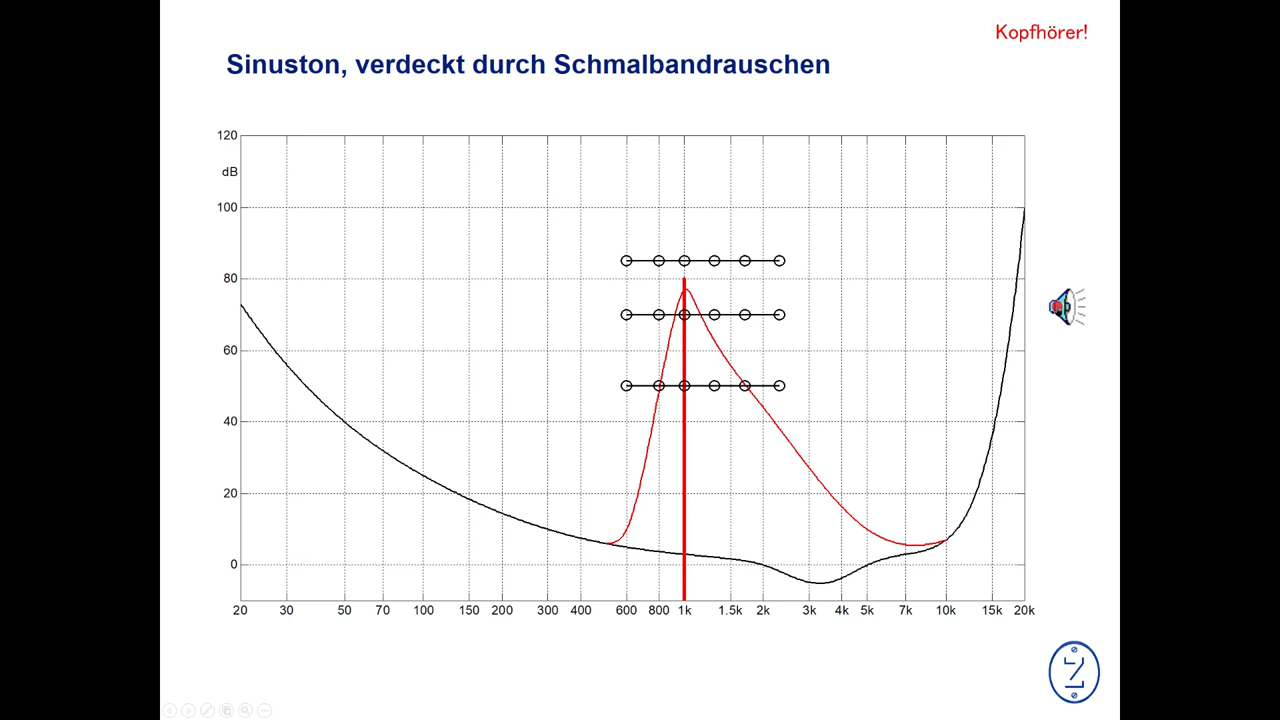 Kopfhörer!
Sinuston, verdeckt durch Schmalbandrauschen
120
dB
100
80
60
40
20
0
20 30 50 70 100 150 200 300 400 600 800 1k 1.5k 2k 3k 4k 5k 7k 10k 15k 20k